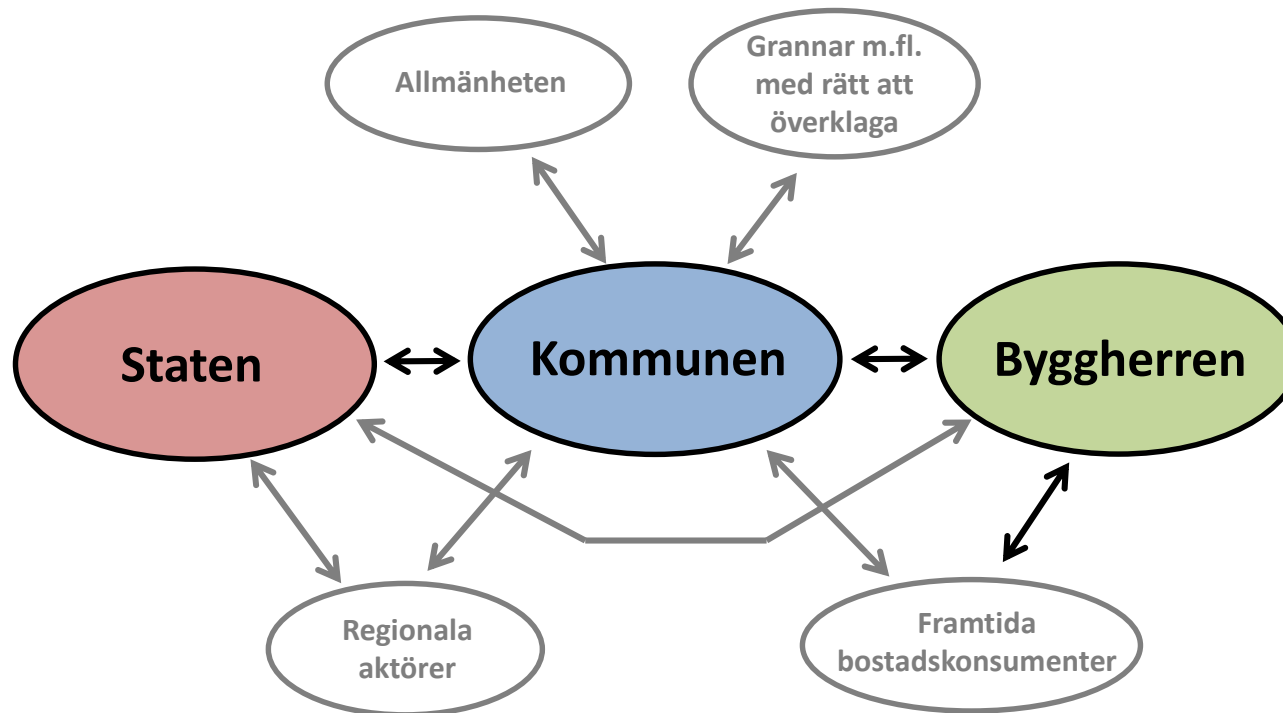 Allmänheten
Grannar m.fl.
med rätt att
överklaga
Staten
Kommunen
Byggherren
Regionala
aktörer
Framtida
bostadskonsumenter